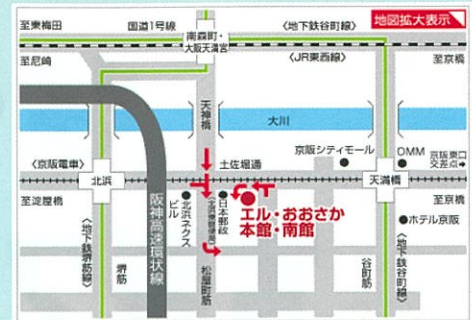 至東梅田
国道1号線
〈地下鉄谷町線〉
地図拡大表示
南森町・
大阪天満宮
至尼崎
〈JR東西線〉
至京橋
天神橋
大川
京阪シティモール
OMM
京阪東口
交差点
〈京阪電車〉
土佐堀通
北浜
天満橋
至淀屋橋
阪神高速環状線
北浜ネクス
ビル
日本郵政
エル・おおさか
本館・南館
至京橋
ホテル京阪
〈地下鉄堺筋線〉
堺筋
松屋町筋
谷町筋
〈地下鉄谷町線〉